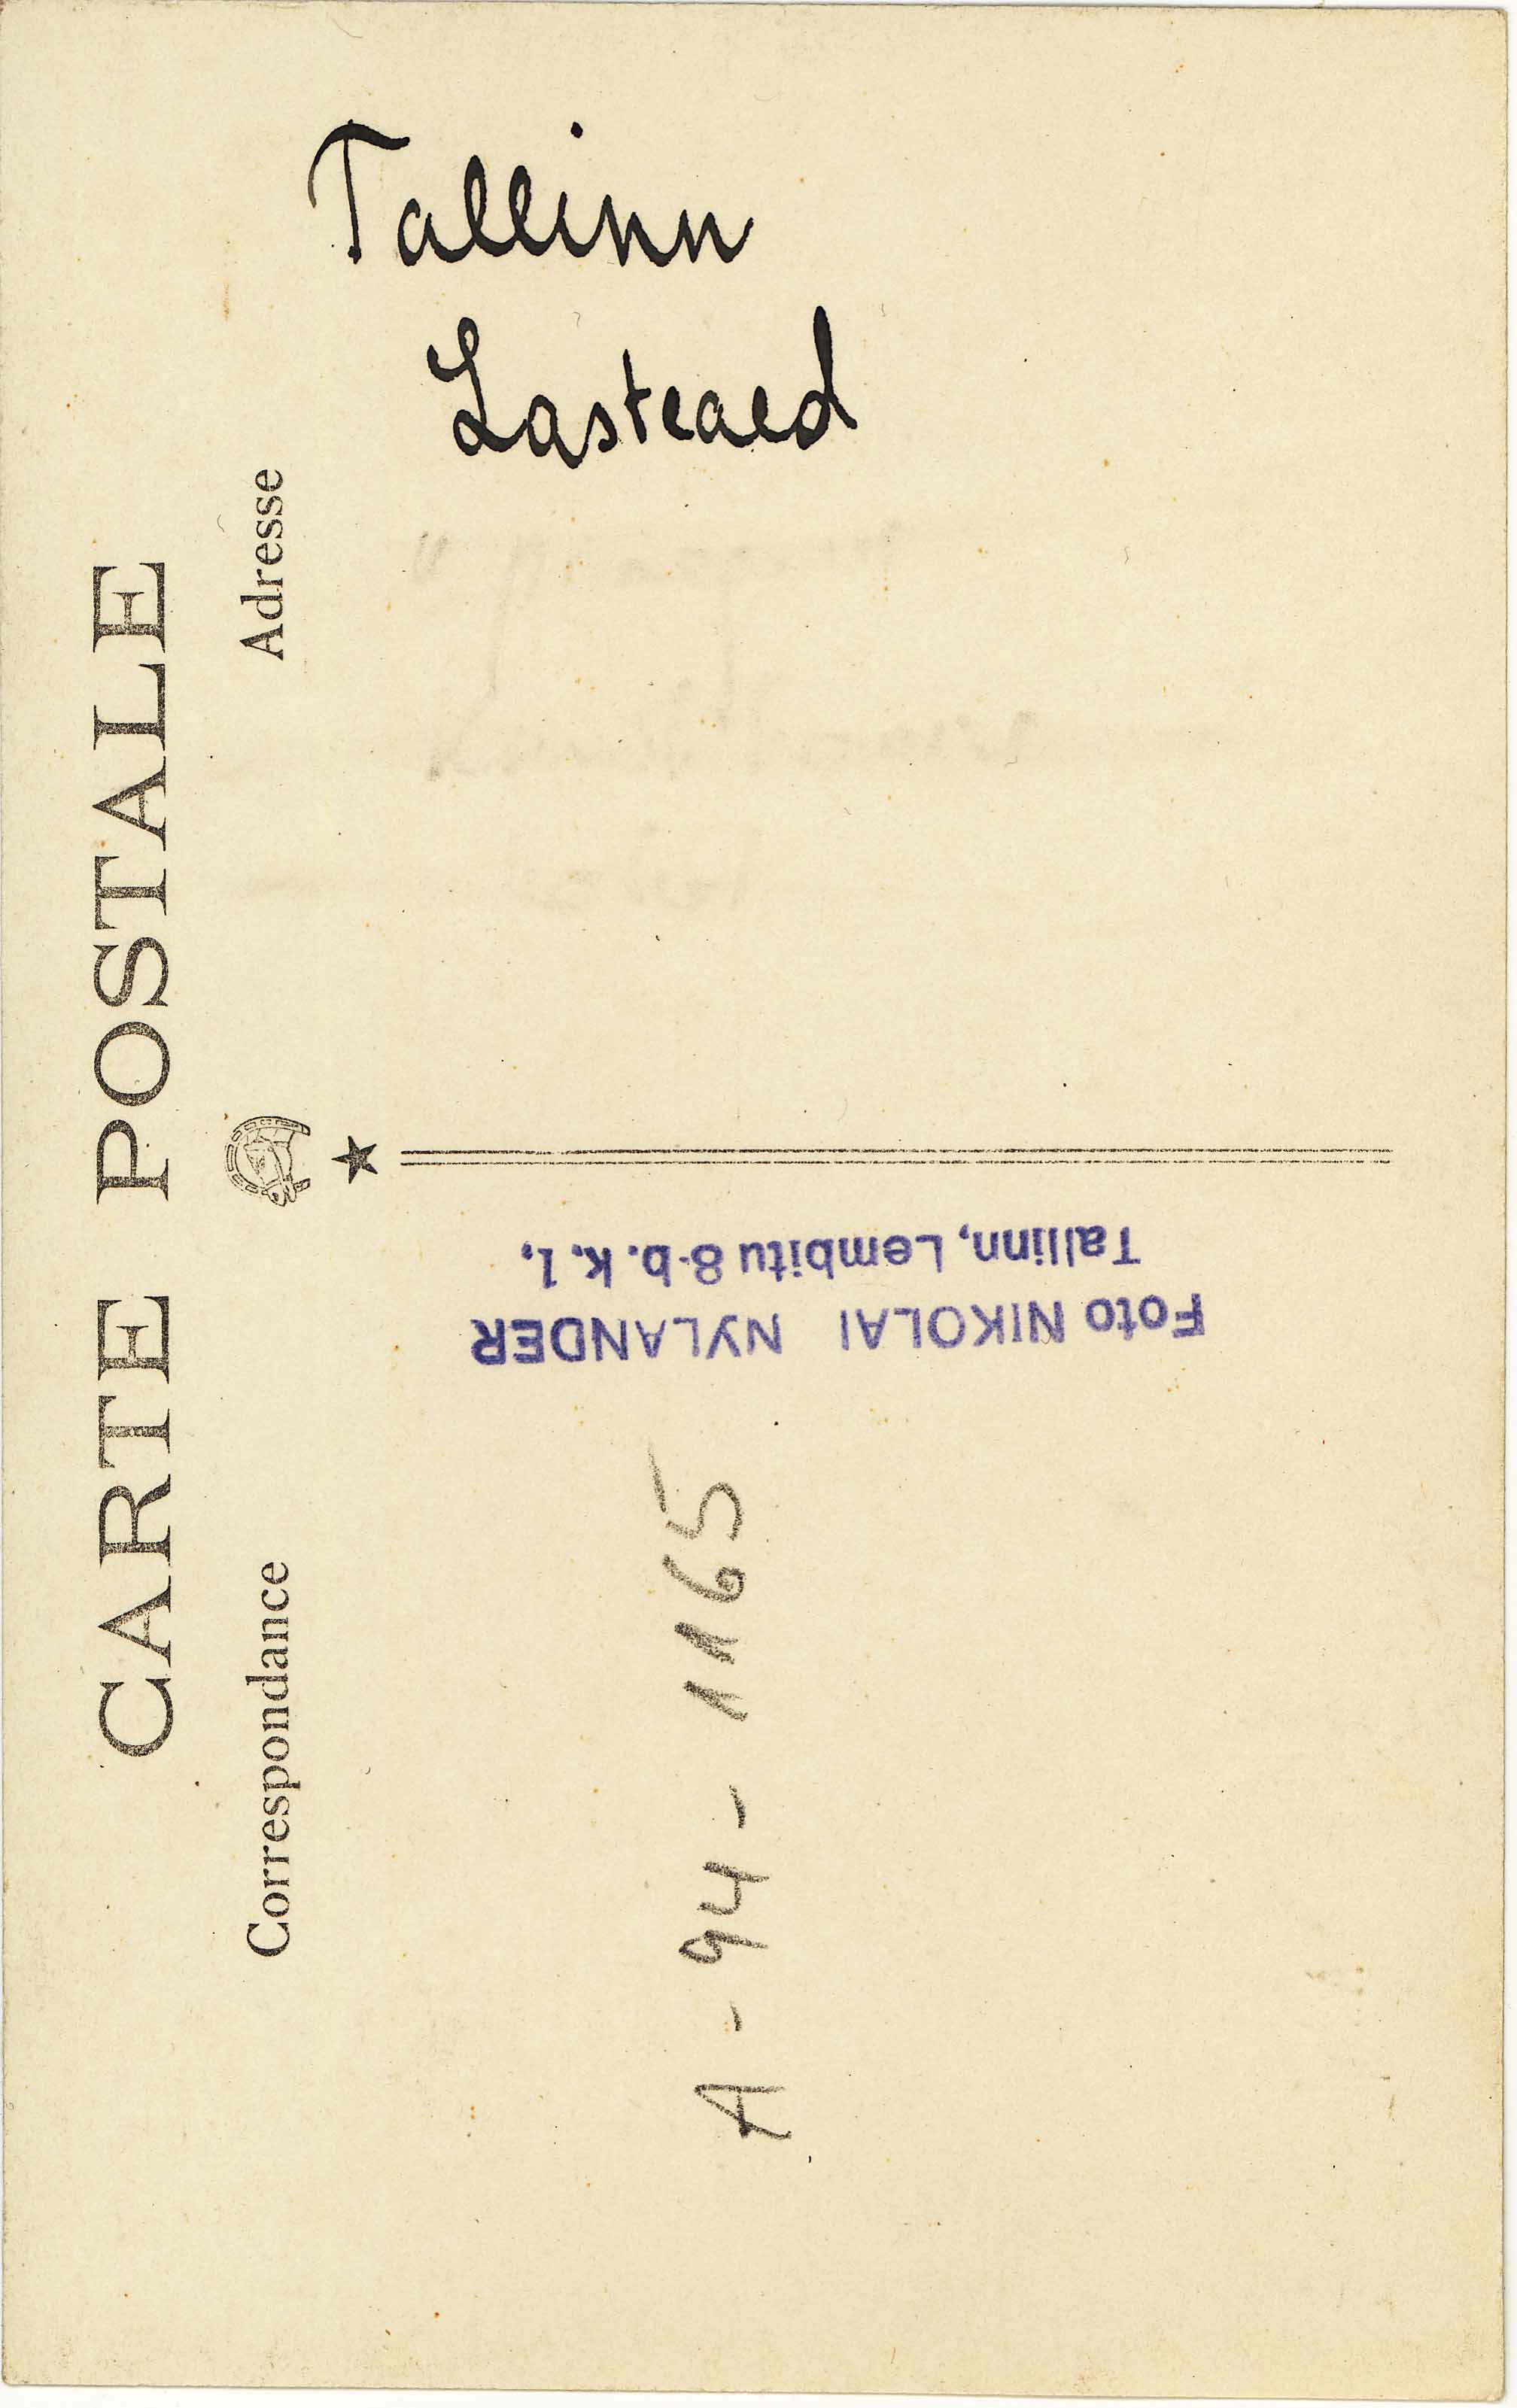 Tallinn
Lasteaed
CARTE POSTALE
Correspondance
Adresse
Foto NIKOLAI NYLANDER
Tallinn, Lembitu 8-b. k. 1.
A - 94 - 1165